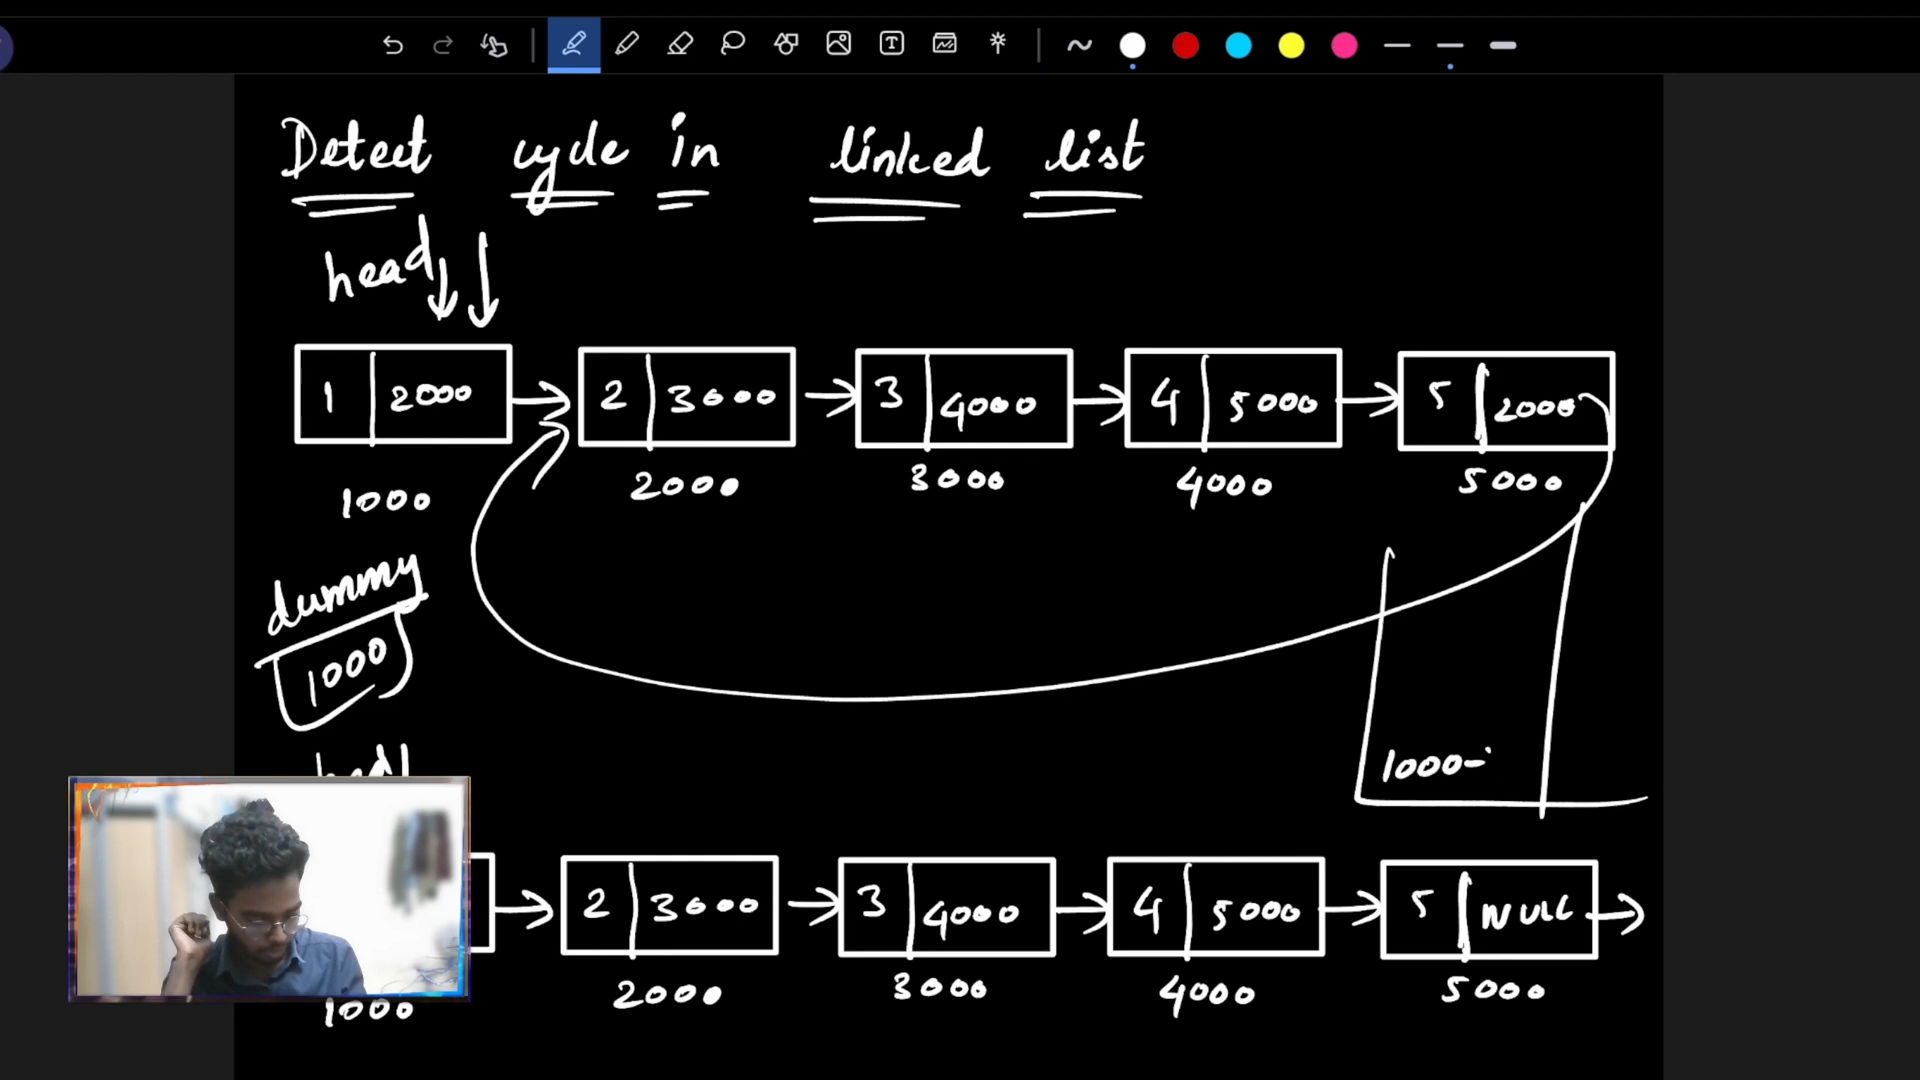 Detect cycle in linked list
head
1 2000 2 3000 3 4000 4 5000 5 2000
1000 2000 3000 4000 5000
dummy
1000
1000-
2 3000 3 4000 4 5000 5 NULL
1000 2000 3000 4000 5000